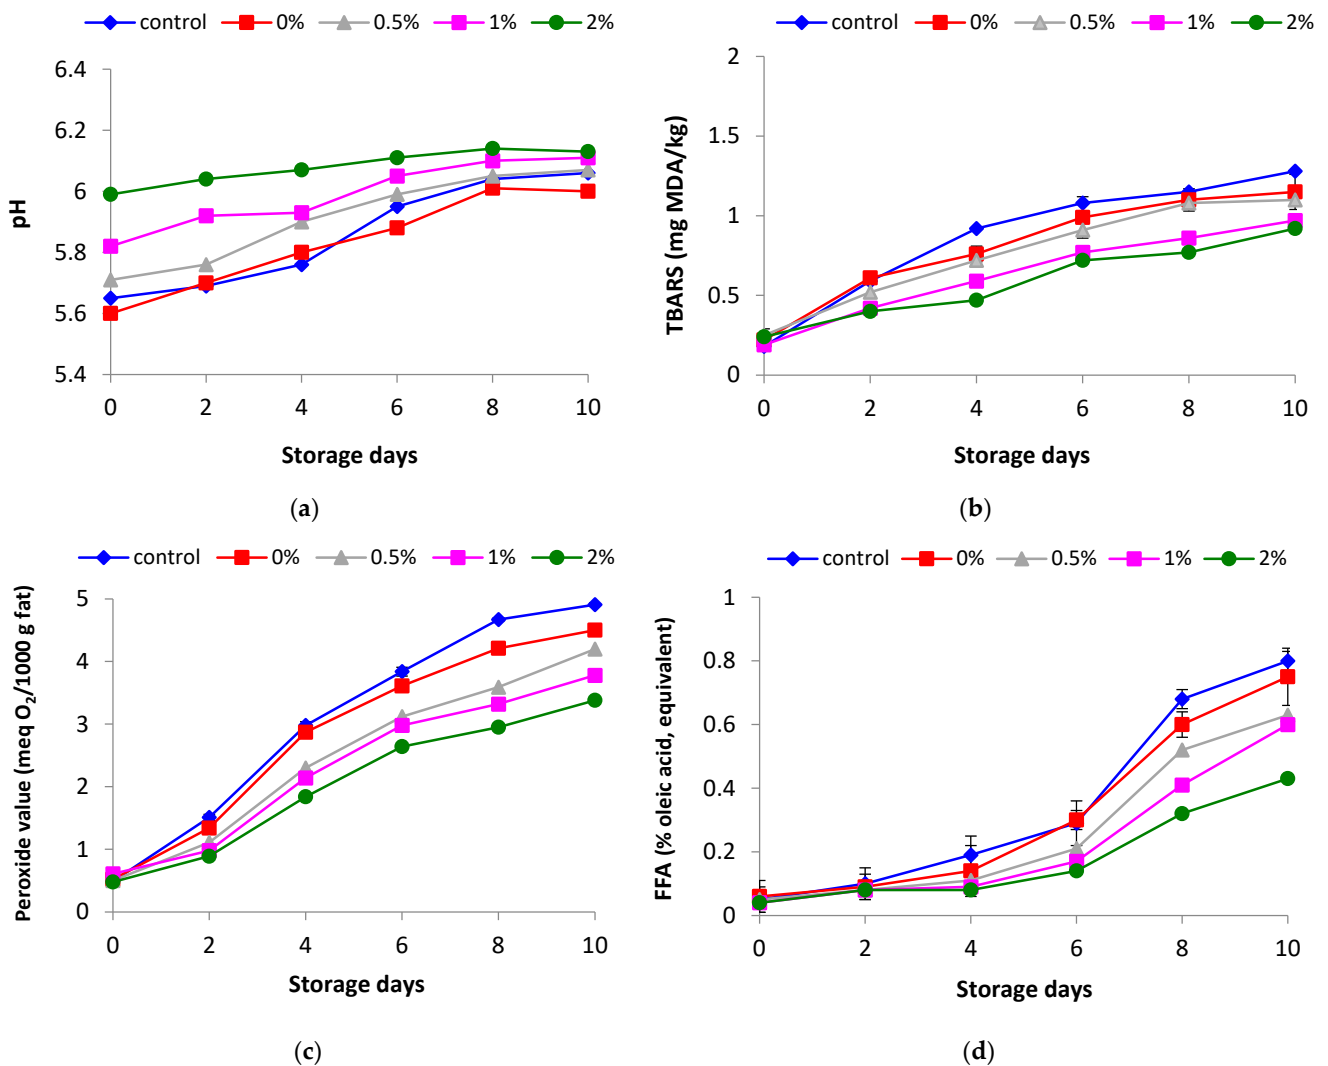 control 0% 0.5% 1% 2%
control 0% 0.5% 1% 2%
6.4
6.2
6
5.8
5.6
5.4
pH
0 2 4 6 8 10
Storage days
(a)
2
1.5
1
0.5
0
TBARS (mg MDA/kg)
0 2 4 6 8 10
Storage days
(b)
control 0% 0.5% 1% 2%
control 0% 0.5% 1% 2%
5
4
3
2
1
0
Peroxide value (meq O₂/1000 g fat)
0 2 4 6 8 10
Storage days
(c)
1
0.8
0.6
0.4
0.2
0
FFA (% oleic acid, equivalent)
0 2 4 6 8 10
Storage days
(d)